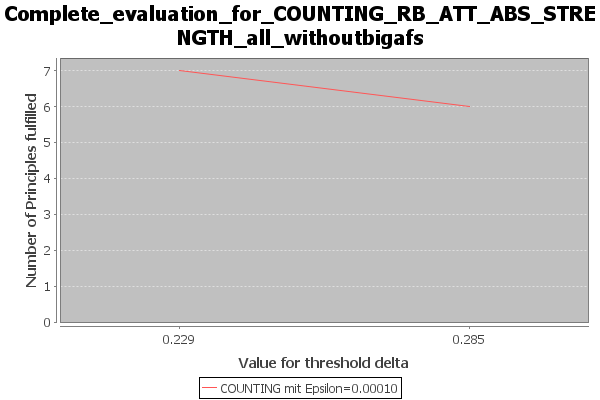 Complete_evaluation_for_COUNTING_RB_ATT_ABS_STRE
NGTH_all_withoutbigafs
Number of Principles fulfilled
7
6
5
4
3
2
1
0
0.229
0.285
Value for threshold delta
COUNTING mit Epsilon=0.00010